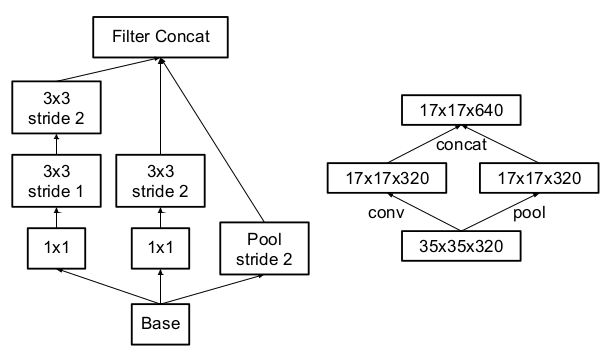 Filter Concat
3x3
stride 2
3x3
stride 1
3x3
stride 2
1x1
1x1
Pool
stride 2
Base
17x17x640
concat
17x17x320
17x17x320
conv
pool
35x35x320